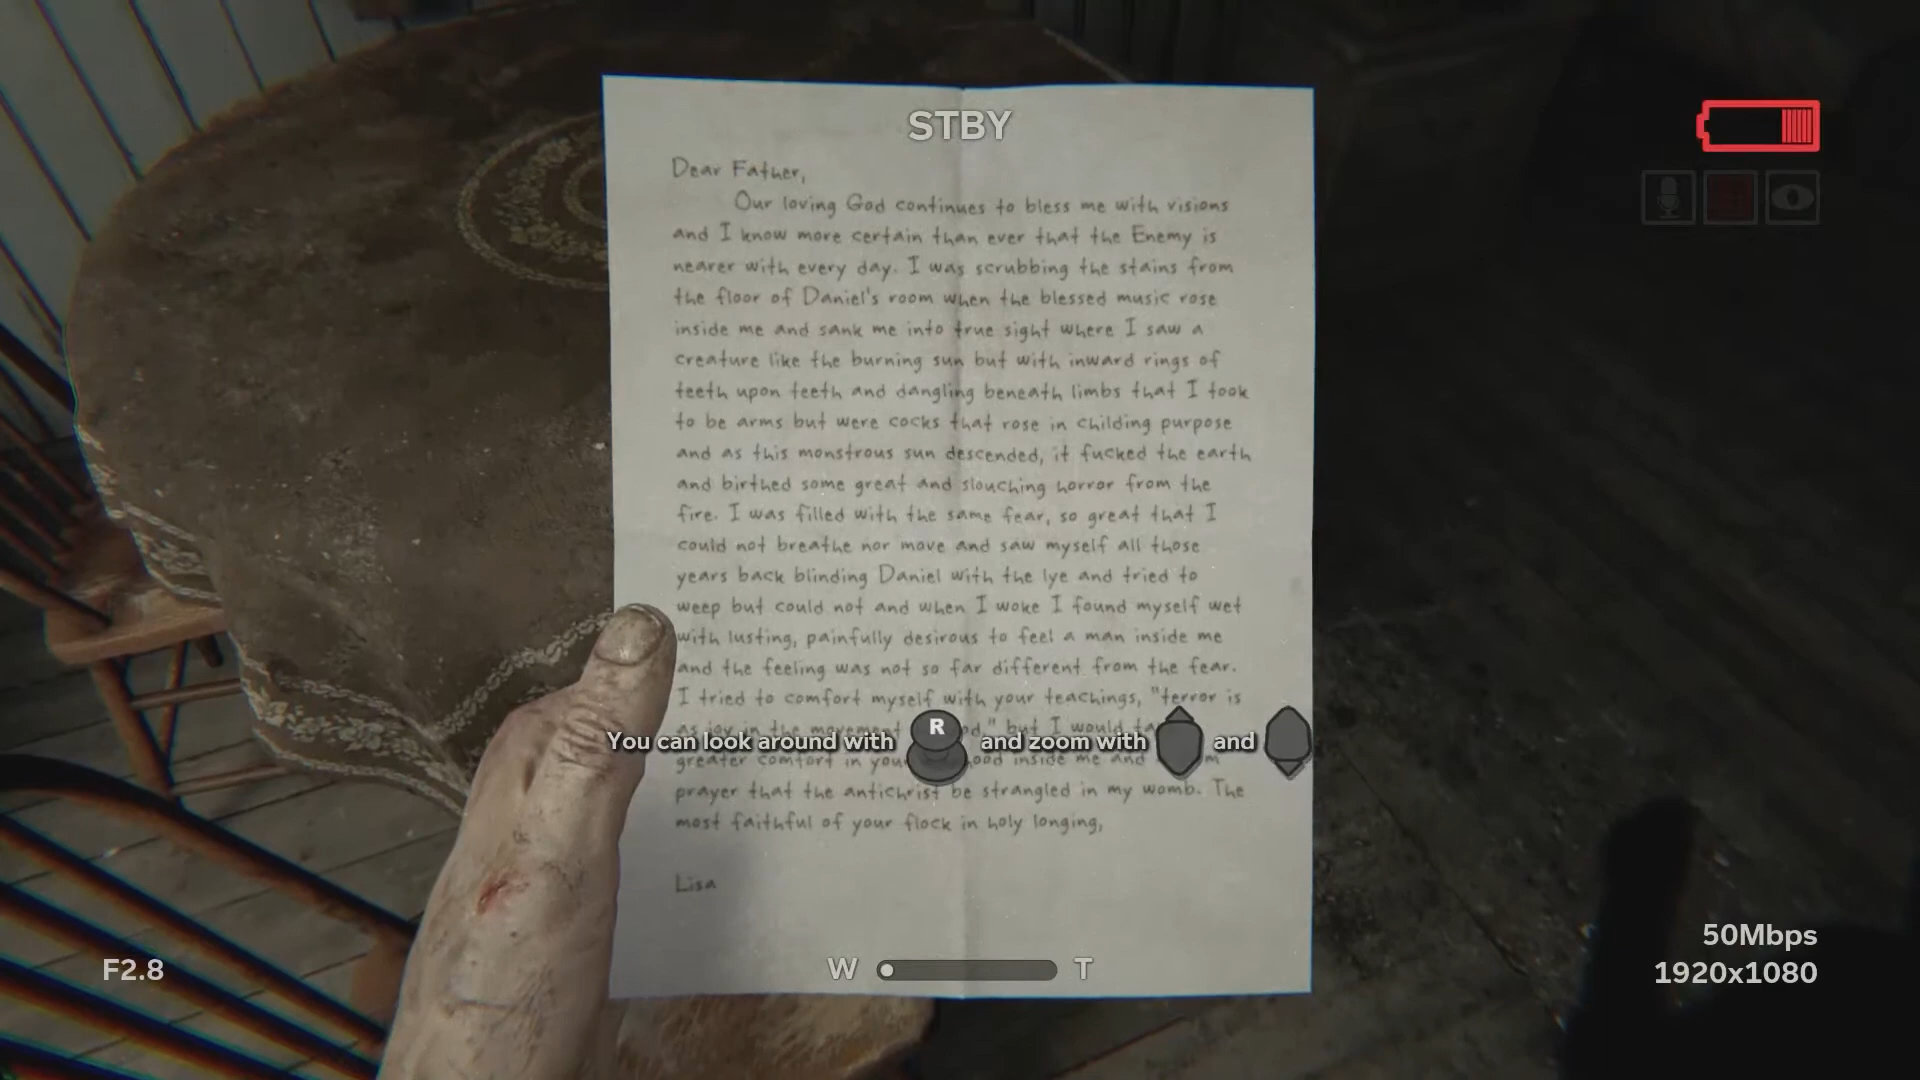 STBY
Dear Father,
Our loving God continues to bless me with visions
and I know more certain than ever that the Enemy is
nearer with every day. I was scrubbing the stains from
the floor of Daniel's room when the blessed music rose
inside me and sank me into true sight where I saw a
creature like the burning sun but with inward rings of
teeth upon teeth and dangling beneath limbs that I took
to be arms but were cocks that rose in childing purpose
and as this monstrous sun descended, it fucked the earth
and birthed some great and slouching horror from the
fire. I was filled with the same fear, so great that I
could not breathe nor move and saw myself all those
years back blinding Daniel with the lye and tried to
weep but could not and when I woke I found myself wet
with lusting, painfully desirous to feel a man inside me
and the feeling was not so far different from the fear.
I tried to comfort myself with your teachings, "terror is
as joy in the movement but I would
You can look around with R and zoom with and
greater comfort in inside me and
prayer that the antichrist be strangled in my womb. The
most faithful of your flock in holy longing,
Lisa
F2.8
W T
50Mbps
1920x1080